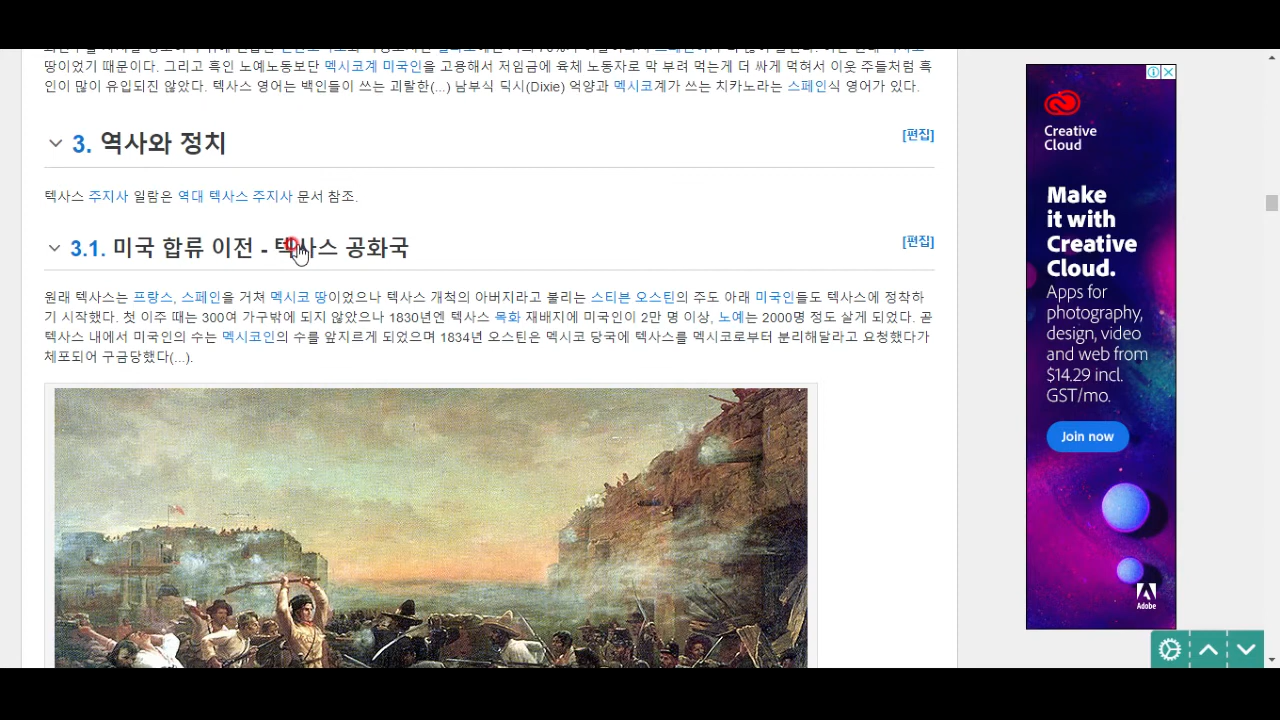 땅이었기 때문이다. 그리고 흑인 노예노동보단 멕시코계 미국인을 고용해서 저임금에 육체 노동자로 막 부려 먹는게 더 싸게 먹혀서 이웃 주들처럼 흑
인이 많이 유입되진 않았다. 텍사스 영어는 백인들이 쓰는 괴랄한(...) 남부식 딕시(Dixie) 억양과 멕시코계가 쓰는 치카노라는 스페인식 영어가 있다.
3. 역사와 정치 [편집]
텍사스 주지사 일람은 역대 텍사스 주지사 문서 참조.
3.1. 미국 합류 이전 - 텍사스 공화국 [편집]
원래 텍사스는 프랑스, 스페인을 거쳐 멕시코 땅이었으나 텍사스 개척의 아버지라고 불리는 스티븐 오스틴의 주도 아래 미국인들도 텍사스에 정착하
기 시작했다. 첫 이주 때는 300여 가구밖에 되지 않았으나 1830년엔 텍사스 목화 재배지에 미국인이 2만 명 이상, 노예는 2000명 정도 살게 되었다. 곧
텍사스 내에서 미국인의 수는 멕시코인의 수를 앞지르게 되었으며 1834년 오스틴은 멕시코 당국에 텍사스를 멕시코로부터 분리해달라고 요청했다가
체포되어 구금당했다(...).
Creative
Cloud
Make
it with
Creative
Cloud.
Apps for
photography,
design, video
and web from
$14.29 incl.
GST/mo.
Join now
Adobe